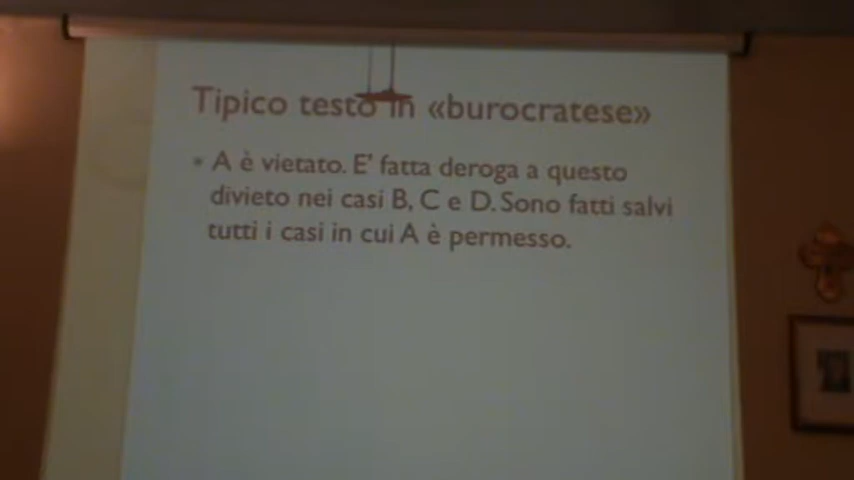 Tipico testo in «burocratese»
• A è vietato. E' fatta deroga a questo
divieto nei casi B, C e D. Sono fatti salvi
tutti i casi in cui A è permesso.